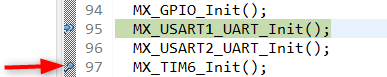 94 MX_GPIO_Init();
95 MX_USART1_UART_Init();
96 MX_USART2_UART_Init();
97 MX_TIM6_Init();